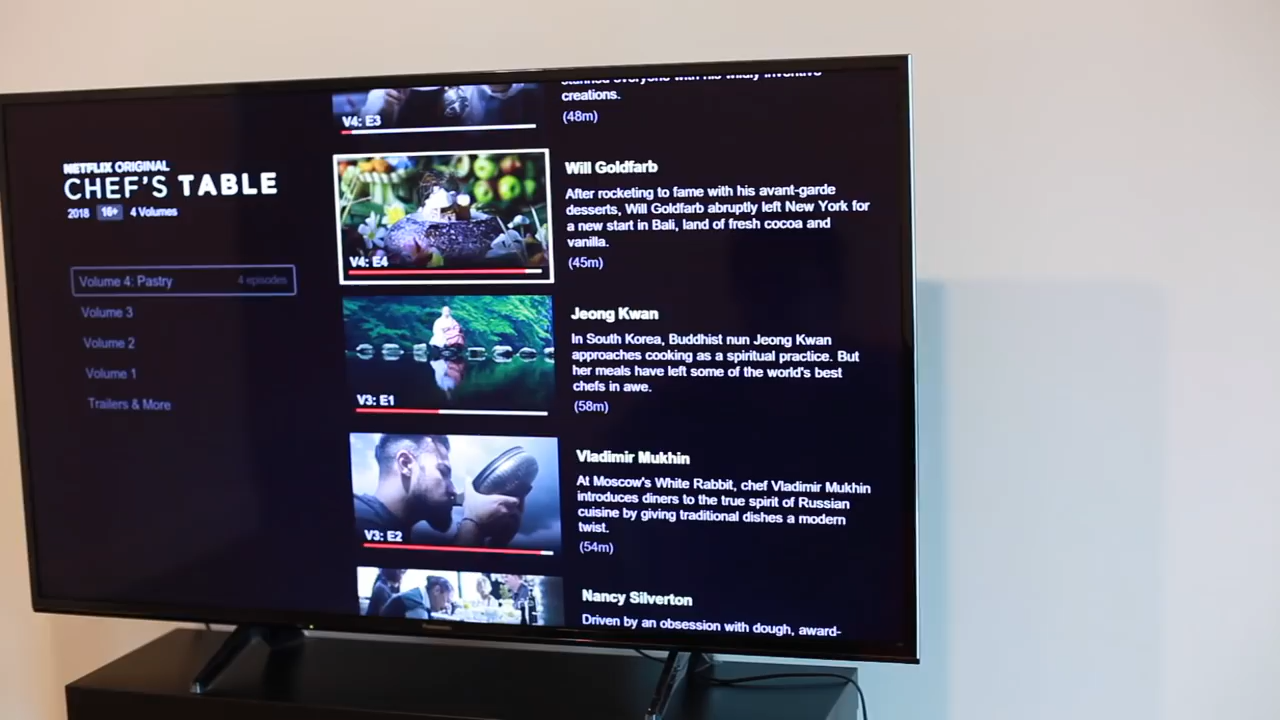 NETFLIX ORIGINAL
CHEF'S TABLE
2018 16+ 4 Volumes
Volume 4: Pastry 4 episodes
Volume 3
Volume 2
Volume 1
Trailers & More
V4: E3
stunned everyone with his wildly inventive
creations.
(48m)
V4: E4
Will Goldfarb
After rocketing to fame with his avant-garde
desserts, Will Goldfarb abruptly left New York for
a new start in Bali, land of fresh cocoa and
vanilla.
(45m)
V3: E1
Jeong Kwan
In South Korea, Buddhist nun Jeong Kwan
approaches cooking as a spiritual practice. But
her meals have left some of the world's best
chefs in awe.
(58m)
V3: E2
Vladimir Mukhin
At Moscow's White Rabbit, chef Vladimir Mukhin
introduces diners to the true spirit of Russian
cuisine by giving traditional dishes a modern
twist.
(54m)
Nancy Silverton
Driven by an obsession with dough, award-